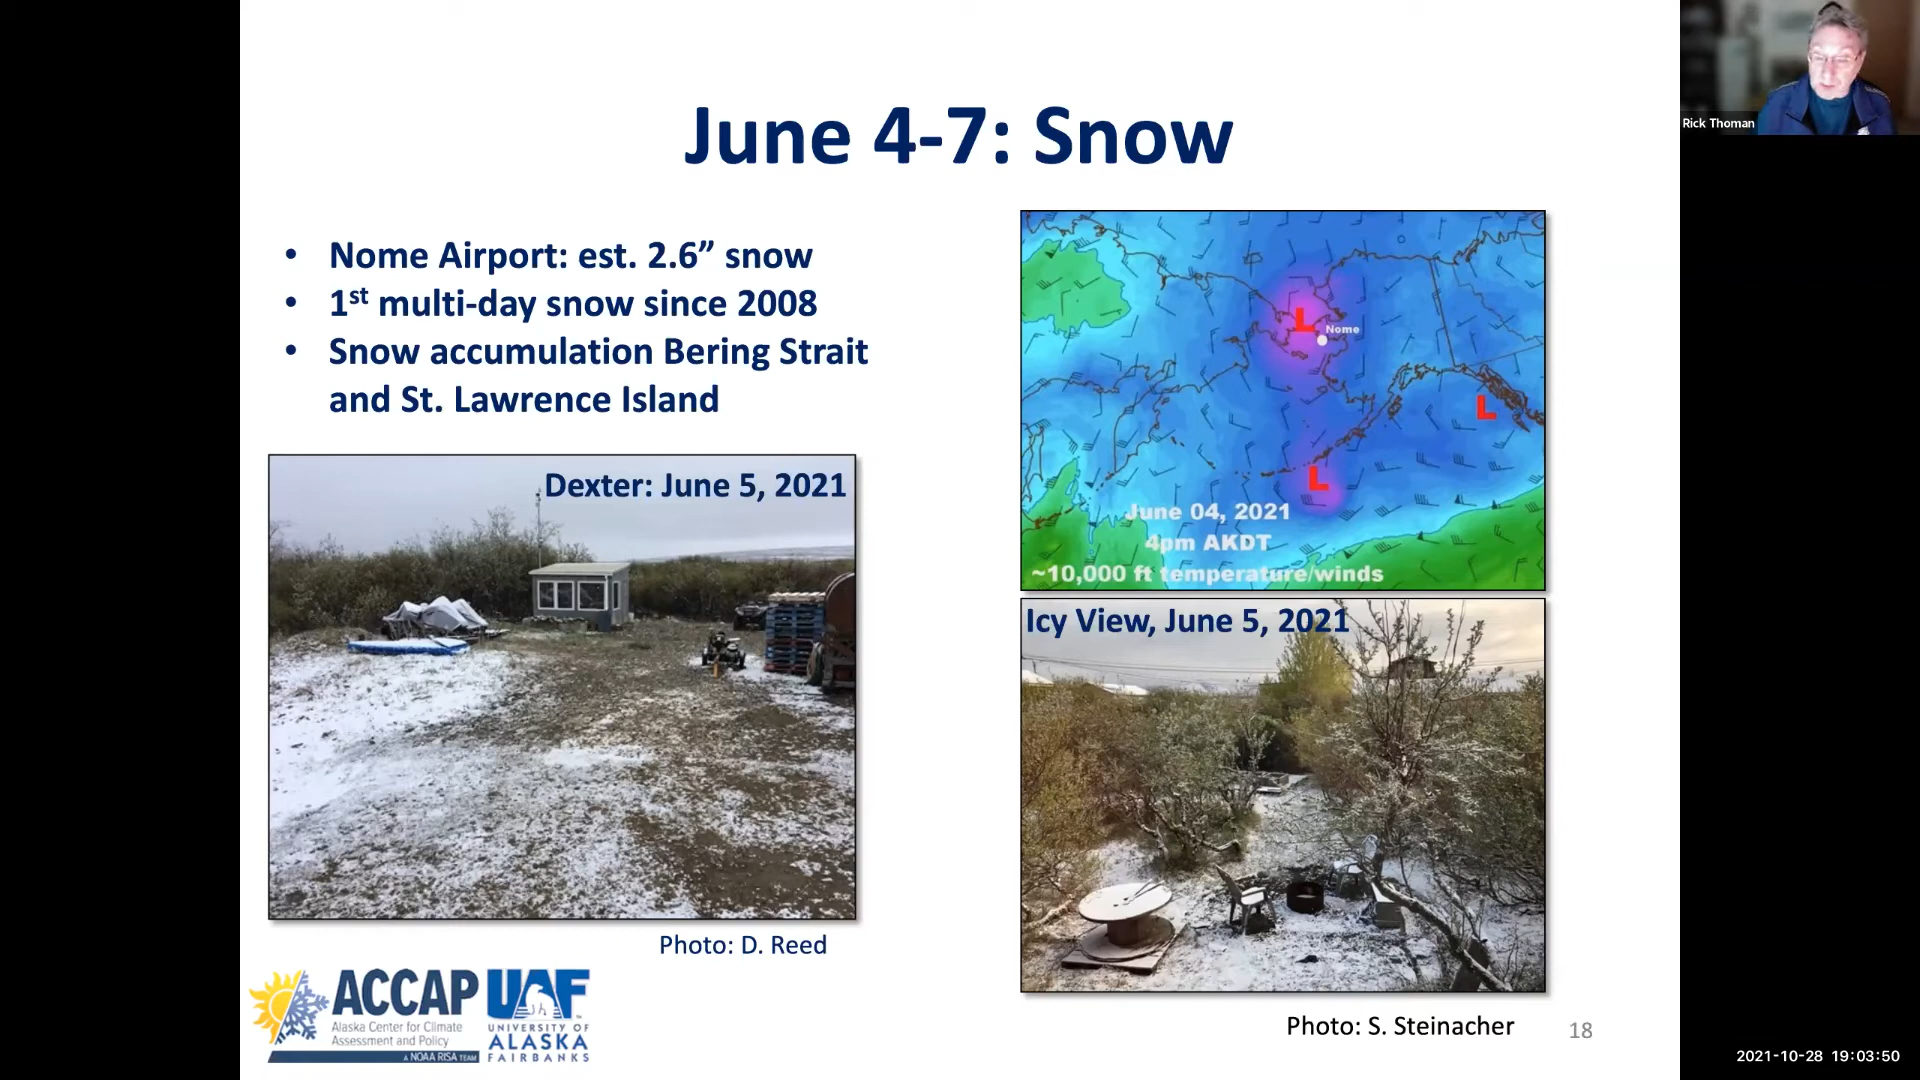 June 4-7: Snow
• Nome Airport: est. 2.6” snow
• 1st multi-day snow since 2008
• Snow accumulation Bering Strait
and St. Lawrence Island
Dexter: June 5, 2021
Photo: D. Reed
L
Nome
L
L
June 04, 2021
4pm AKDT
~10,000 ft temperature/winds
Icy View, June 5, 2021
Photo: S. Steinacher
18
ACCAP
Alaska Center for Climate
Assessment and Policy
A NOAA RISA TEAM
UAF
UNIVERSITY OF
ALASKA
FAIRBANKS
Rick Thoman
2021-10-28 19:03:50